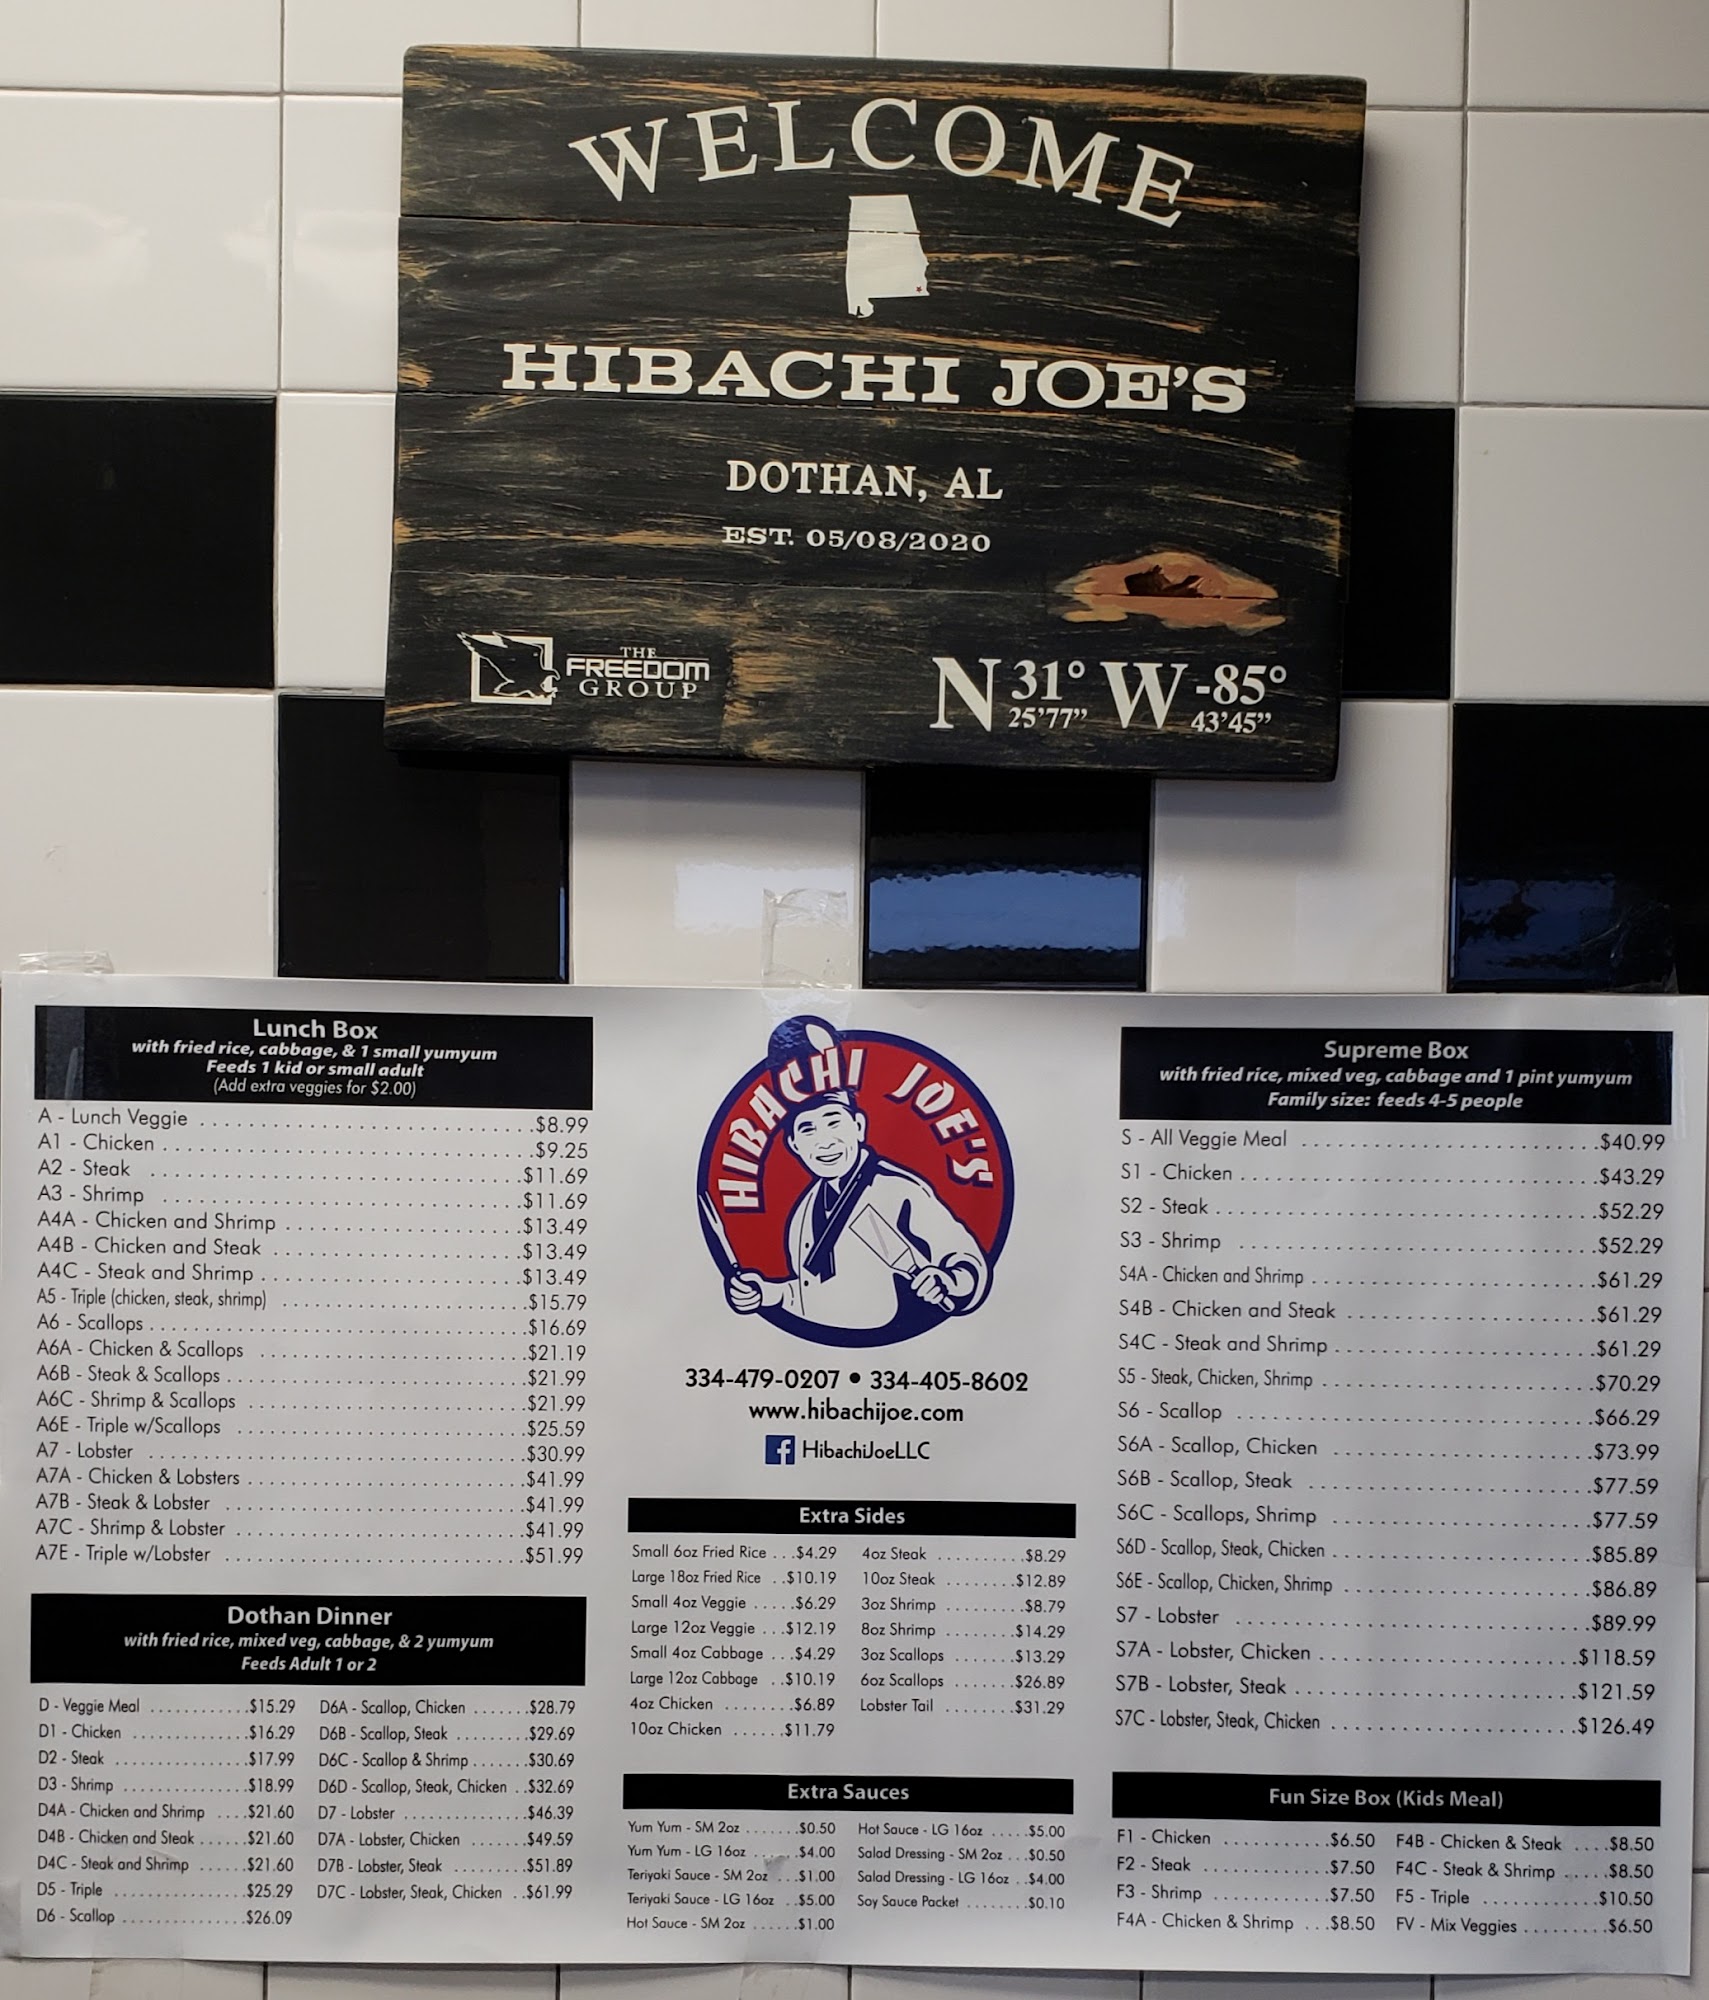 WELCOME
HIBACHI JOE'S
DOTHAN, AL
EST. 05/08/2020
THE
FREEDOM
GROUP
N 31° W -85°
25'77" 43'45"
Lunch Box
with fried rice, cabbage, & 1 small yumyum
Feeds 1 kid or small adult
(Add extra veggies for $2.00)
A - Lunch Veggie $8.99
A1 - Chicken $9.25
A2 - Steak $11.69
A3 - Shrimp $11.69
A4A - Chicken and Shrimp $13.49
A4B - Chicken and Steak $13.49
A4C - Steak and Shrimp $13.49
A5 - Triple (chicken, steak, shrimp) $15.79
A6 - Scallops $16.69
A6A - Chicken & Scallops $21.19
A6B - Steak & Scallops $21.99
A6C - Shrimp & Scallops $21.99
A6E - Triple w/Scallops $25.59
A7 - Lobster $30.99
A7A - Chicken & Lobsters $41.99
A7B - Steak & Lobster $41.99
A7C - Shrimp & Lobster $41.99
A7E - Triple w/Lobster $51.99
Dothan Dinner
with fried rice, mixed veg, cabbage, & 2 yumyum
Feeds Adult 1 or 2
D - Veggie Meal $15.29
D1 - Chicken $16.29
D2 - Steak $17.99
D3 - Shrimp $18.99
D4A - Chicken and Shrimp $21.60
D4B - Chicken and Steak $21.60
D4C - Steak and Shrimp $21.60
D5 - Triple $25.29
D6 - Scallop $26.09
D6A - Scallop, Chicken $28.79
D6B - Scallop, Steak $29.69
D6C - Scallop & Shrimp $30.69
D6D - Scallop, Steak, Chicken $32.69
D7 - Lobster $46.39
D7A - Lobster, Chicken $49.59
D7B - Lobster, Steak $51.89
D7C - Lobster, Steak, Chicken $61.99
HIBACHI JOE'S
334-479-0207 • 334-405-8602
www.hibachijoe.com
f HibachiJoeLLC
Extra Sides
Small 6oz Fried Rice $4.29
Large 18oz Fried Rice $10.19
Small 4oz Veggie $6.29
Large 12oz Veggie $12.19
Small 4oz Cabbage $4.29
Large 12oz Cabbage $10.19
4oz Chicken $6.89
10oz Chicken $11.79
4oz Steak $8.29
10oz Steak $12.89
3oz Shrimp $8.79
8oz Shrimp $14.29
3oz Scallops $13.29
6oz Scallops $26.89
Lobster Tail $31.29
Extra Sauces
Yum Yum - SM 2oz $0.50
Yum Yum - LG 16oz $4.00
Teriyaki Sauce - SM 2oz $1.00
Teriyaki Sauce - LG 16oz $5.00
Hot Sauce - SM 2oz $1.00
Hot Sauce - LG 16oz $5.00
Salad Dressing - SM 2oz $0.50
Salad Dressing - LG 16oz $4.00
Soy Sauce Packet $0.10
Supreme Box
with fried rice, mixed veg, cabbage and 1 pint yumyum
Family size: feeds 4-5 people
S - All Veggie Meal $40.99
S1 - Chicken $43.29
S2 - Steak $52.29
S3 - Shrimp $52.29
S4A - Chicken and Shrimp $61.29
S4B - Chicken and Steak $61.29
S4C - Steak and Shrimp $61.29
S5 - Steak, Chicken, Shrimp $70.29
S6 - Scallop $66.29
S6A - Scallop, Chicken $73.99
S6B - Scallop, Steak $77.59
S6C - Scallops, Shrimp $77.59
S6D - Scallop, Steak, Chicken $85.89
S6E - Scallop, Chicken, Shrimp $86.89
S7 - Lobster $89.99
S7A - Lobster, Chicken $118.59
S7B - Lobster, Steak $121.59
S7C - Lobster, Steak, Chicken $126.49
Fun Size Box (Kids Meal)
F1 - Chicken $6.50
F2 - Steak $7.50
F3 - Shrimp $7.50
F4A - Chicken & Shrimp $8.50
F4B - Chicken & Steak $8.50
F4C - Steak & Shrimp $8.50
F5 - Triple $10.50
FV - Mix Veggies $6.50